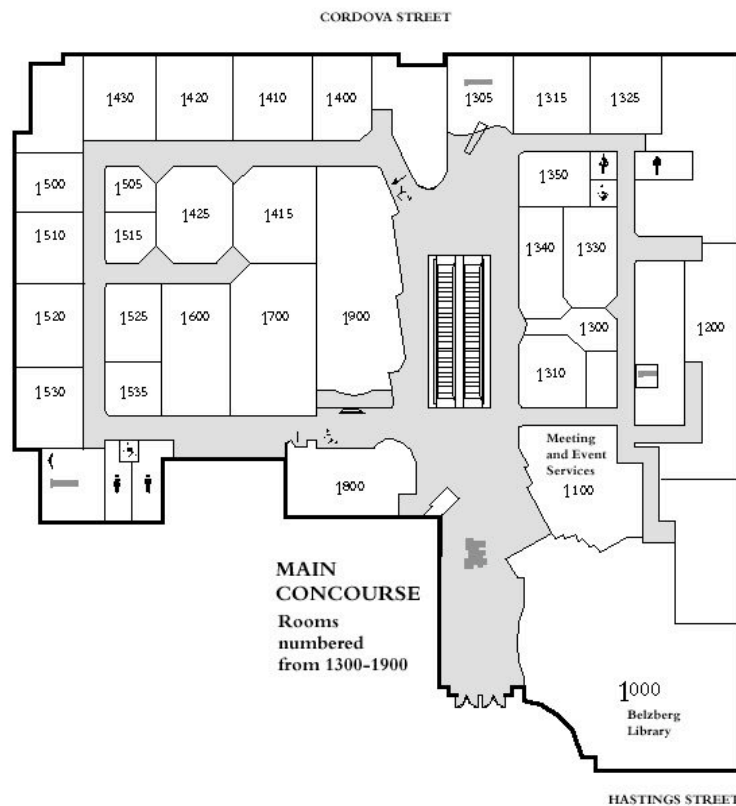 CORDOVA STREET
1430
1420
1410
1400
1305
1315
1325
1500
1505
1425
1415
1350
1510
1515
1340
1330
1520
1525
1600
1700
1900
1300
1200
1530
1535
1310
Meeting
and Event
Services
1100
1800
MAIN
CONCOURSE
Rooms
numbered
from 1300-1900
1000
Belzberg
Library
HASTINGS STREET